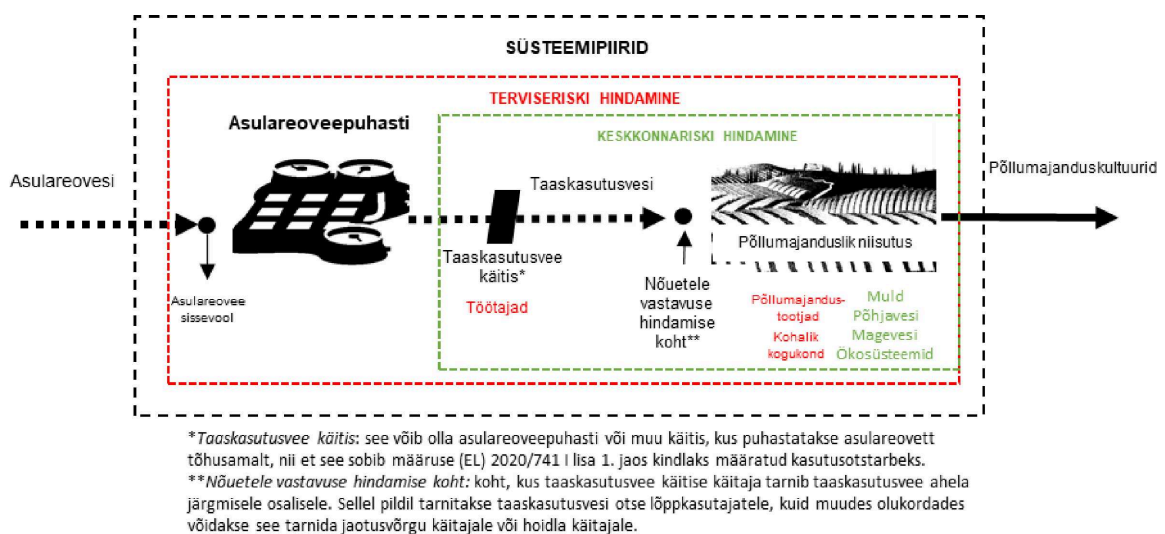 SÜSTEEMIPIIRID
TERVISERISKI HINDAMINE
Asulareoveepuhasti
KESKKONNARISKI HINDAMINE
Asulareovesi
Taaskasutusvesi
Põllumajanduskultuurid
Põllumajanduslik niisutus
Asulareovee
sissevool
Taaskasutusvee
käitis*
Töötajad
Nõuetele
vastavuse
hindamise
koht**
Põllumajandus-
tootjad
Kohalik
kogukond
Muld
Põhjavesi
Magevesi
Ökosüsteemid
*Taaskasutusvee käitis: see võib olla asulareoveepuhasti või muu käitis, kus puhastatakse asulareovett
tõhusamalt, nii et see sobib määruse (EL) 2020/741 I lisa 1. jaos kindlaks määratud kasutusotstarbeks.
**Nõuetele vastavuse hindamise koht: koht, kus taaskasutusvee käitise käitaja tarnib taaskasutusvee ahela
järgmisele osalisele. Sellel pildil tarnitakse taaskasutusvesi otse lõppkasutajatele, kuid muudes olukordades
võidakse see tarnida jaotusvõrgu käitajale või hoidla käitajale.